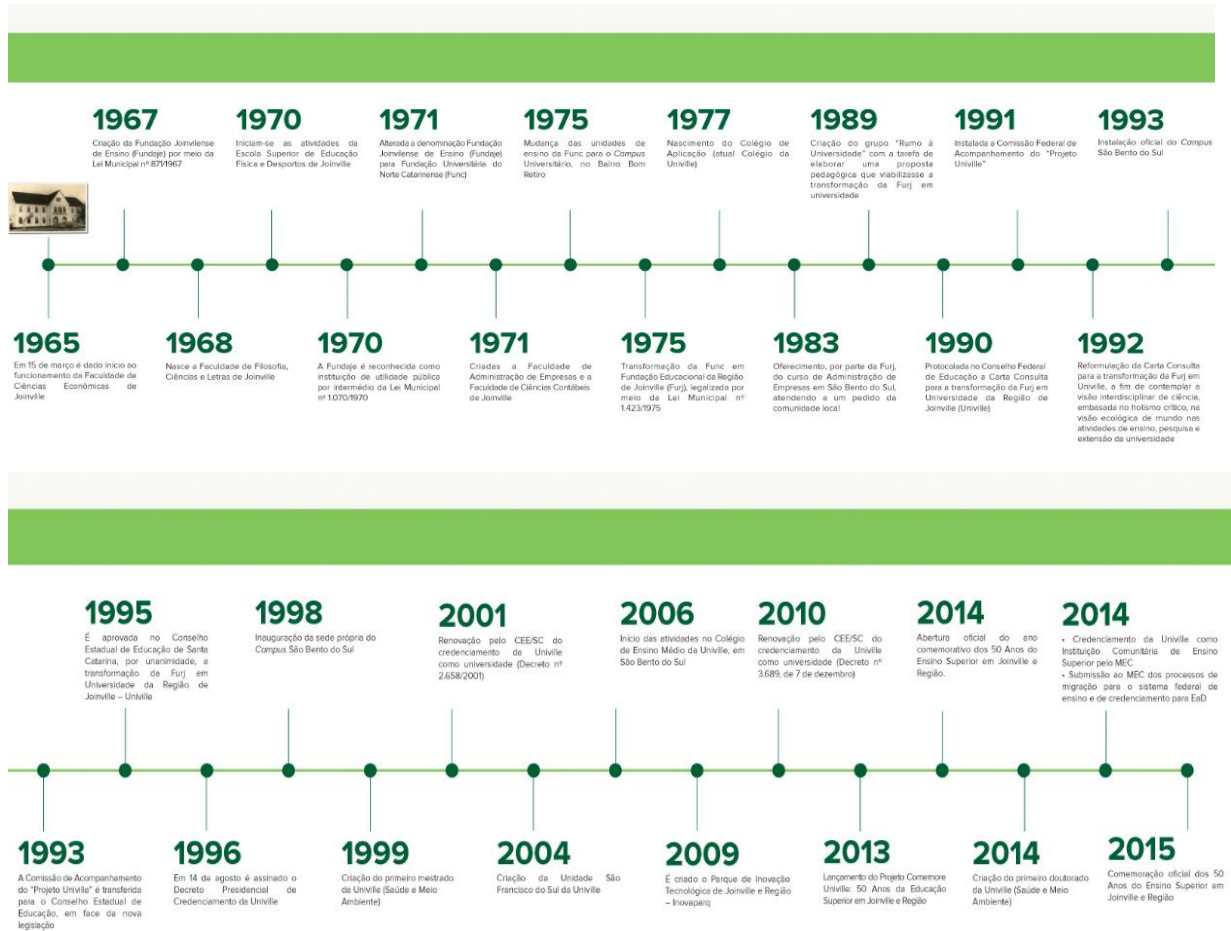 1967
Criação da Fundação Joinvilense
de Ensino (Fundaje) por meio da
Lei Municipal nº 871/1967
1970
Iniciam-se as atividades da
Escola Superior de Educação
Física e Desportos de Joinville
1971
Alterada a denominação Fundação
Joinvilense de Ensino (Fundaje)
para Fundação Universitária do
Norte Catarinense (Func)
1975
Mudança das unidades de
ensino da Func para o Campus
Universitário, no Bairro Bom
Retiro
1977
Nascimento do Colégio de
Aplicação (atual Colégio da
Univille)
1989
Criação do grupo "Rumo à
Universidade" com a tarefa de
elaborar uma proposta
pedagógica que viabilizasse a
transformação da Furj em
universidade
1991
Instalada a Comissão Federal de
Acompanhamento do "Projeto
Univille"
1993
Instalação oficial do Campus
São Bento do Sul
1965
Em 15 de março é dado início ao
funcionamento da Faculdade de
Ciências Econômicas de
Joinville
1968
Nasce a Faculdade de Filosofia,
Ciências e Letras de Joinville
1970
A Fundaje é reconhecida como
instituição de utilidade pública
por intermédio da Lei Municipal
nº 1.070/1970
1971
Criadas a Faculdade de
Administração de Empresas e a
Faculdade de Ciências Contábeis
de Joinville
1975
Transformação da Func em
Fundação Educacional da Região
de Joinville (Furj), legalizada por
meio da Lei Municipal nº
1.423/1975
1983
Oferecimento, por parte da Furj,
do curso de Administração de
Empresas em São Bento do Sul,
atendendo a um pedido da
comunidade local
1990
Protocolada no Conselho Federal
de Educação a Carta Consulta
para a transformação da Furj em
Universidade da Região de
Joinville (Univille)
1992
Reformulação da Carta Consulta
para a transformação da Furj em
Univille, a fim de contemplar a
visão interdisciplinar de ciência,
embasada no holismo crítico, na
visão ecológica de mundo nas
atividades de ensino, pesquisa e
extensão da universidade
1995
É aprovada no Conselho
Estadual de Educação de Santa
Catarina, por unanimidade, a
transformação da Furj em
Universidade da Região de
Joinville – Univille
1998
Inauguração da sede própria do
Campus São Bento do Sul
2001
Renovação pelo CEE/SC do
credenciamento da Univille
como universidade (Decreto nº
2.658/2001)
2006
Início das atividades no Colégio
de Ensino Médio da Univille, em
São Bento do Sul
2010
Renovação pelo CEE/SC do
credenciamento da Univille
como universidade (Decreto nº
3.689, de 7 de dezembro)
2014
Abertura oficial do ano
comemorativo dos 50 Anos do
Ensino Superior em Joinville e
Região.
2014
• Credenciamento da Univille como
Instituição Comunitária de Ensino
Superior pelo MEC
• Submissão ao MEC dos processos de
migração para o sistema federal de
ensino e de credenciamento para EaD
1993
A Comissão de Acompanhamento
do "Projeto Univille" é transferida
para o Conselho Estadual de
Educação, em face da nova
legislação
1996
Em 14 de agosto é assinado o
Decreto Presidencial de
Credenciamento da Univille
1999
Criação do primeiro mestrado
da Univille (Saúde e Meio
Ambiente)
2004
Criação da Unidade São
Francisco do Sul da Univille
2009
É criado o Parque de Inovação
Tecnológica de Joinville e Região
– Inovaparq
2013
Lançamento do Projeto Comemore
Univille: 50 Anos da Educação
Superior em Joinville e Região
2014
Criação do primeiro doutorado
da Univille (Saúde e Meio
Ambiente)
2015
Comemoração oficial dos 50
Anos do Ensino Superior em
Joinville e Região